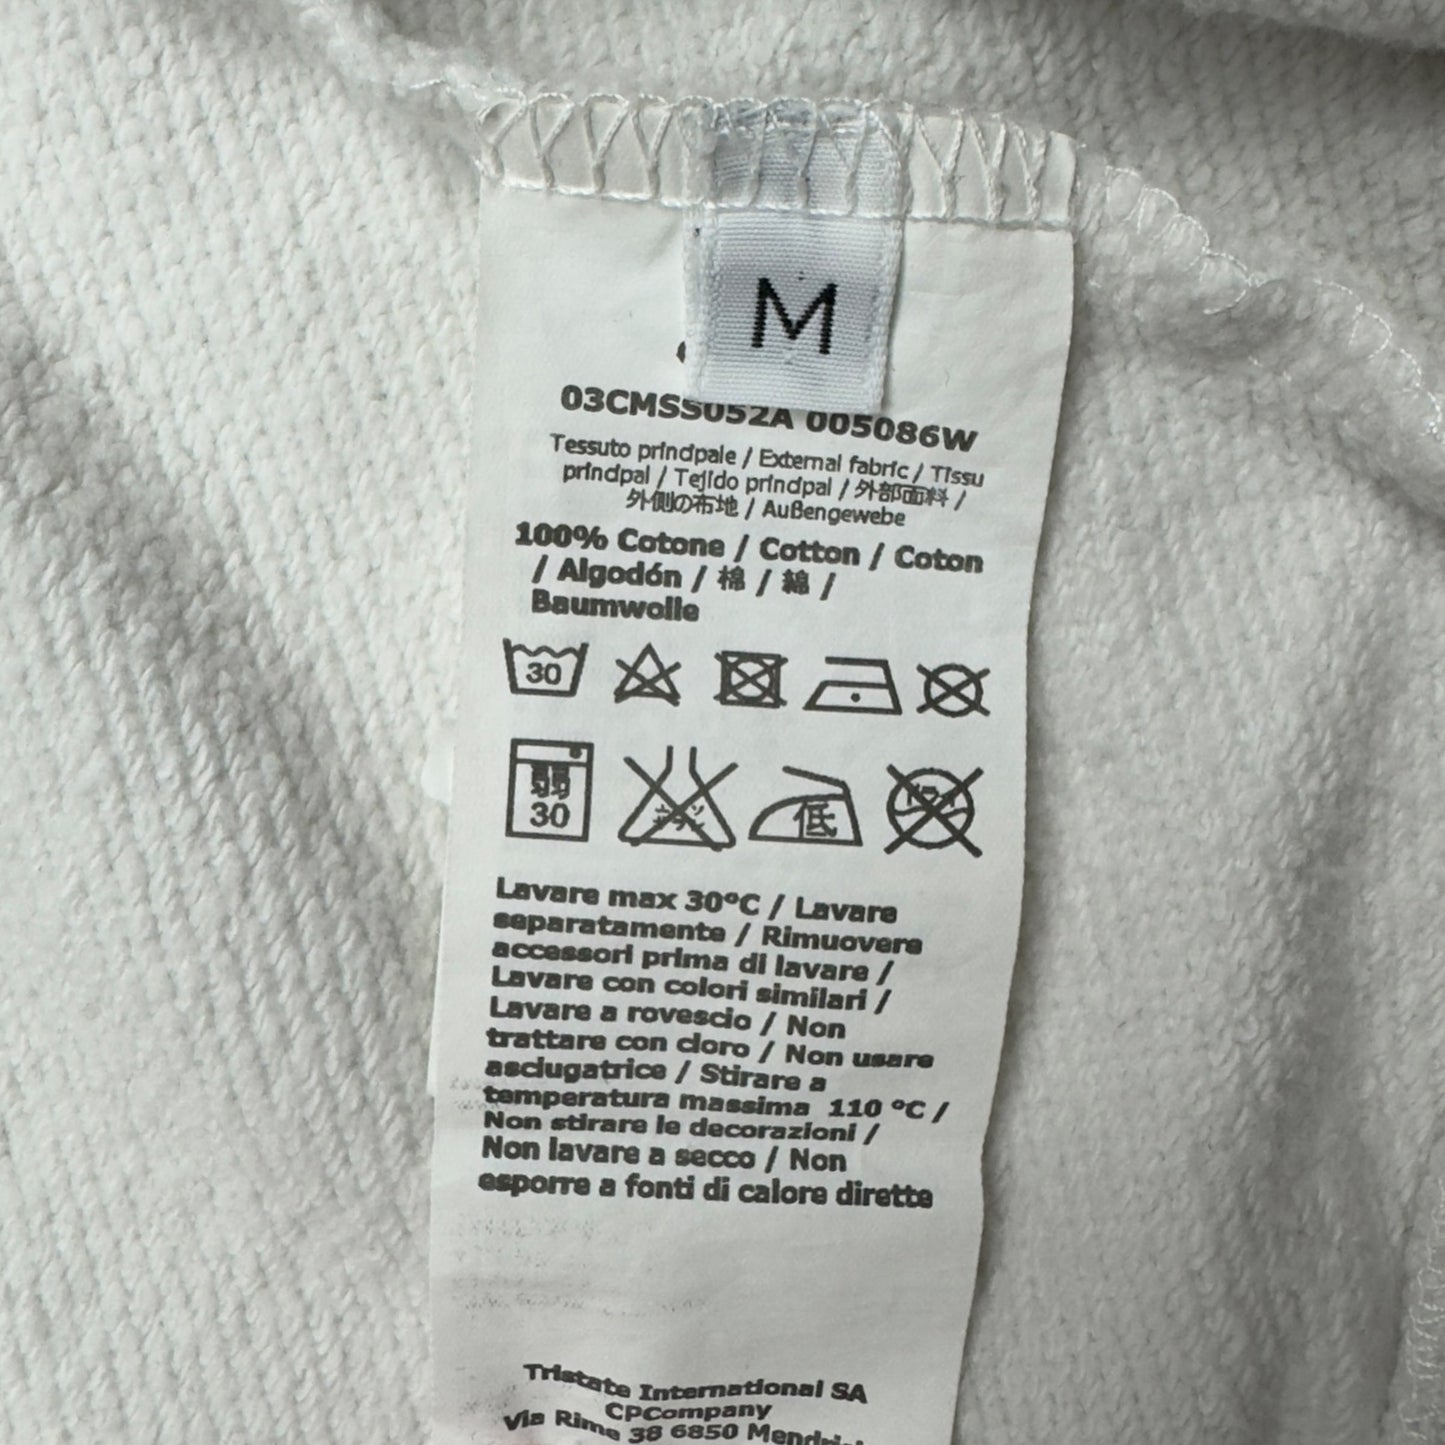 M
03CMSS052A 005086W
Tessuto principale / External fabric / Tissu
principal / Tejido principal / 外部面料 /
外側の布地 / Außengewebe
100% Cotone / Cotton / Coton
/ Algodón / 棉 / 綿 /
Baumwolle
30
弱
30
低
Lavare max 30°C / Lavare
separatamente / Rimuovere
accessori prima di lavare /
Lavare con colori similari /
Lavare a rovescio / Non
trattare con cloro / Non usare
asciugatrice / Stirare a
temperatura massima 110 °C /
Non stirare le decorazioni /
Non lavare a secco / Non
esporre a fonti di calore dirette
Tristate International SA
CPCompany
Via Rime 38 6850